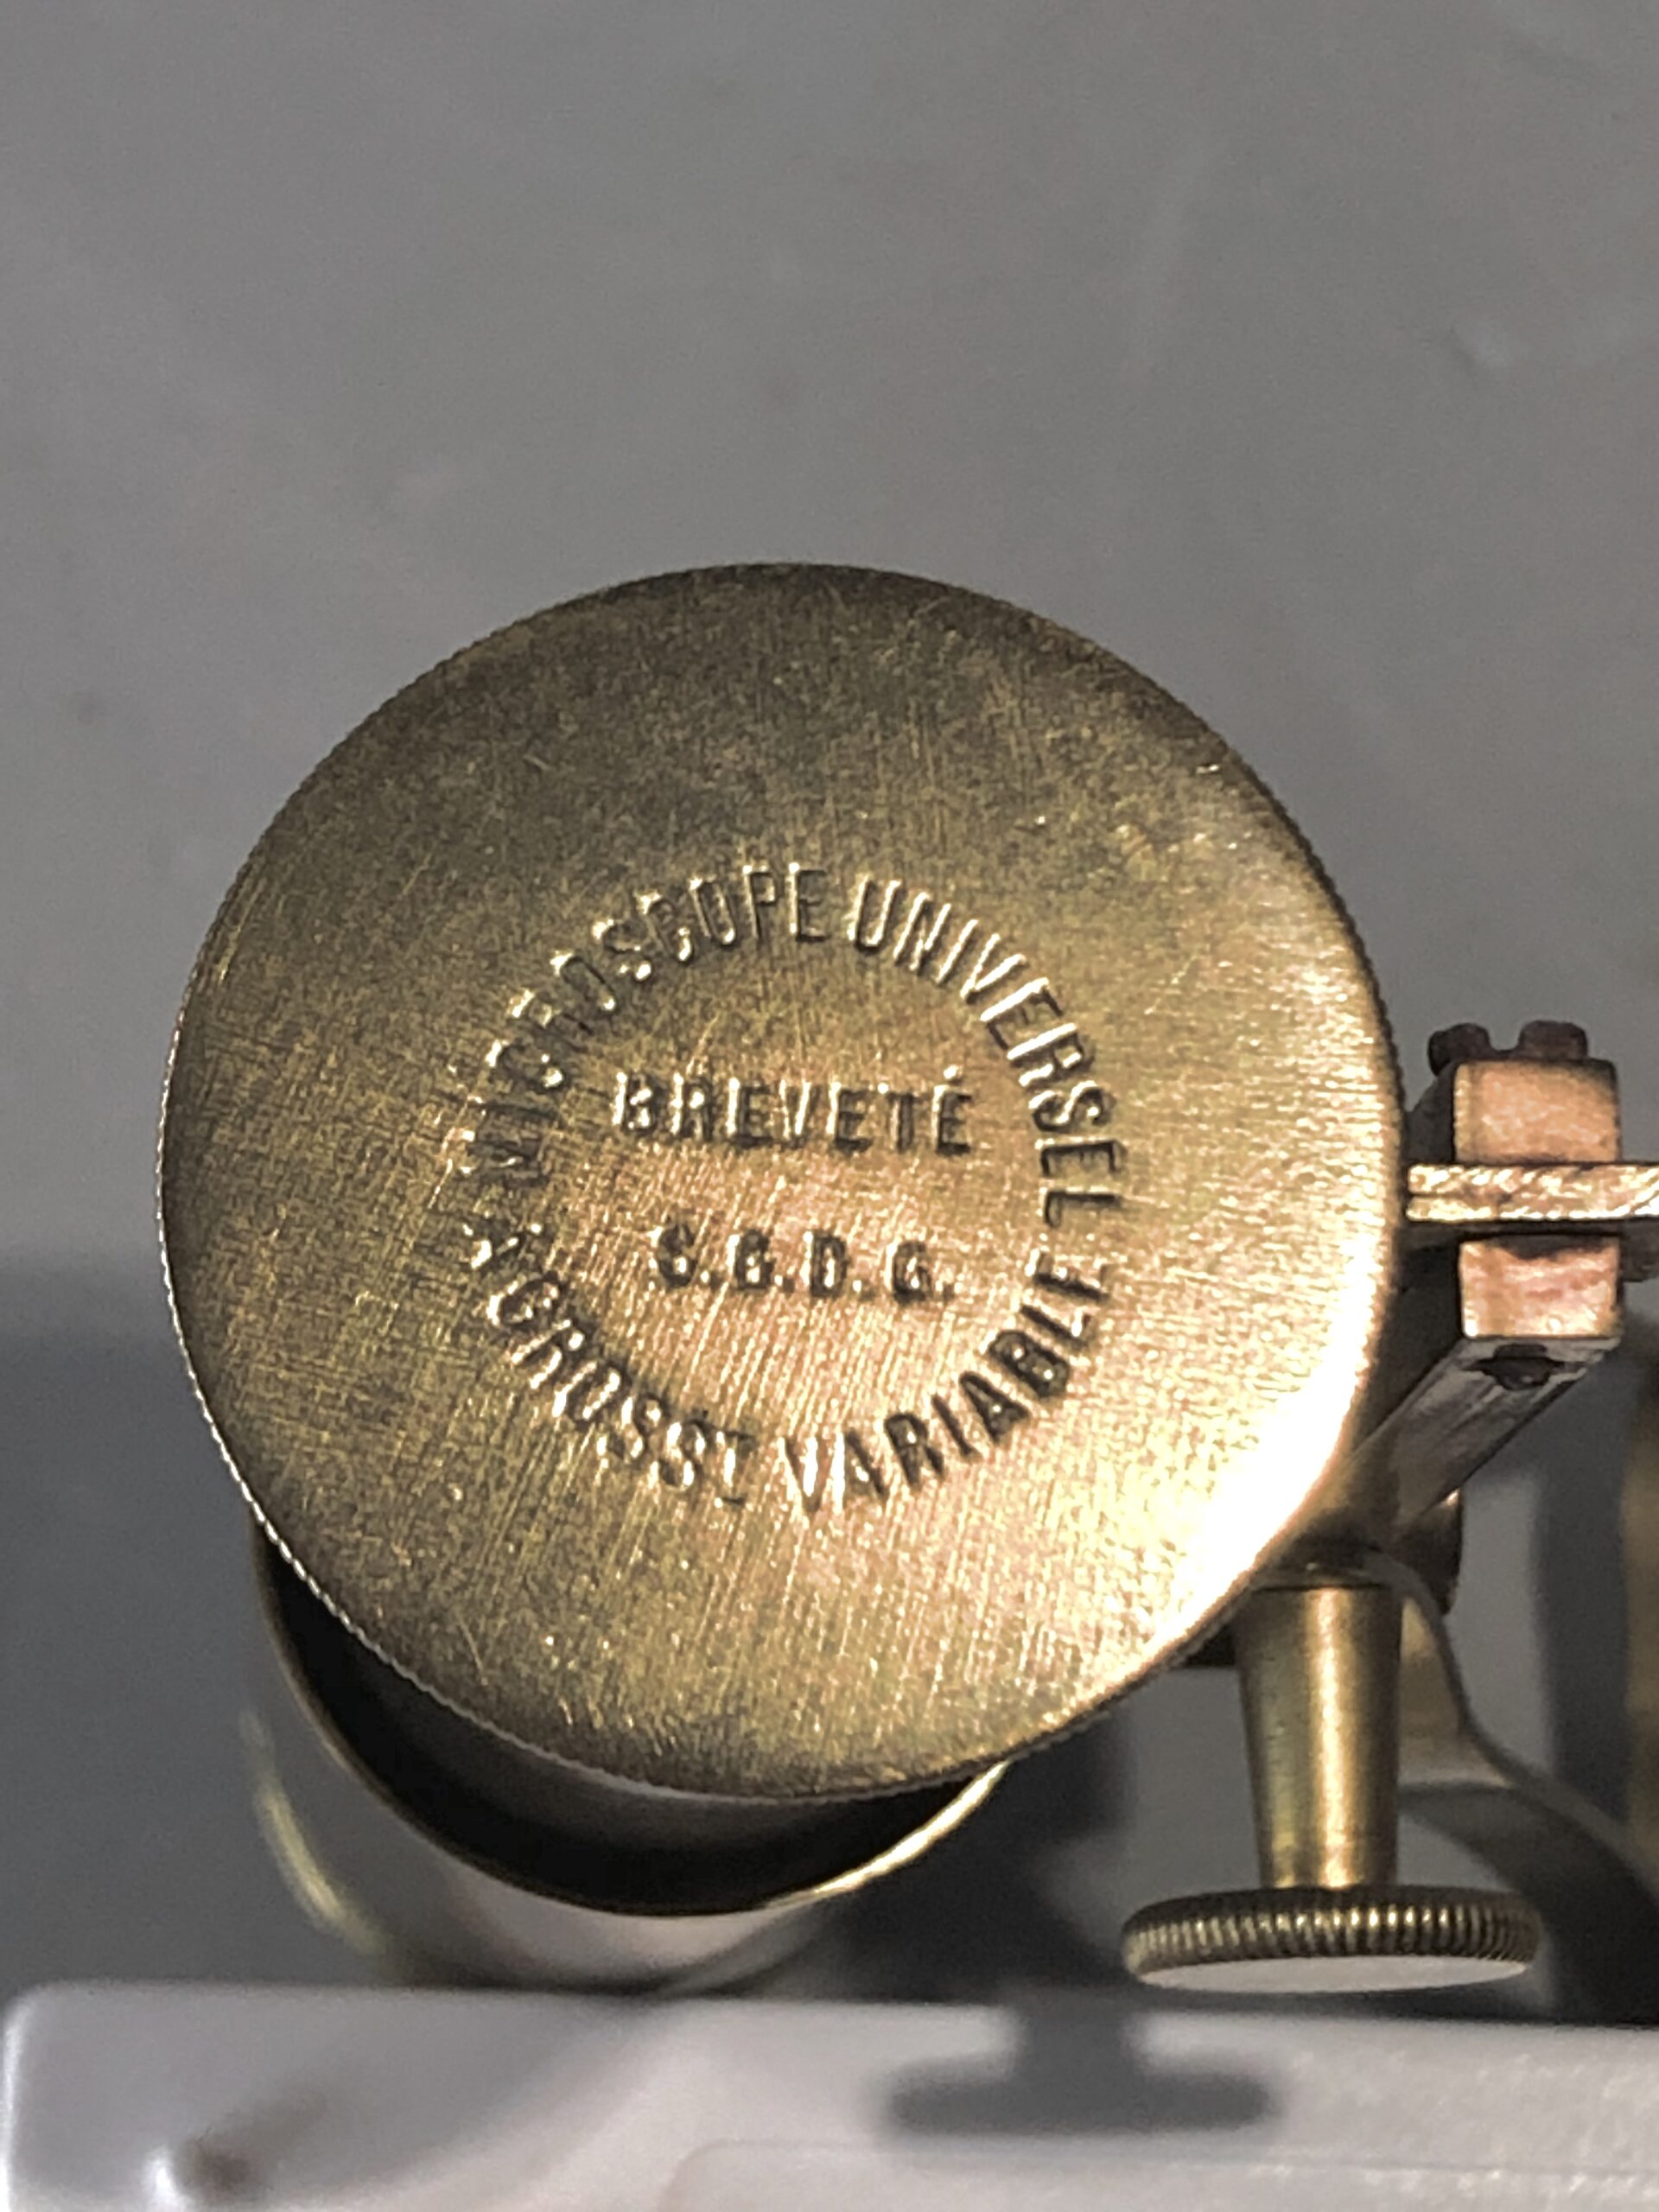 MICROSCOPE UNIVERSEL
BREVETÉ
S.G.D.G.
A GROSST VARIABLE